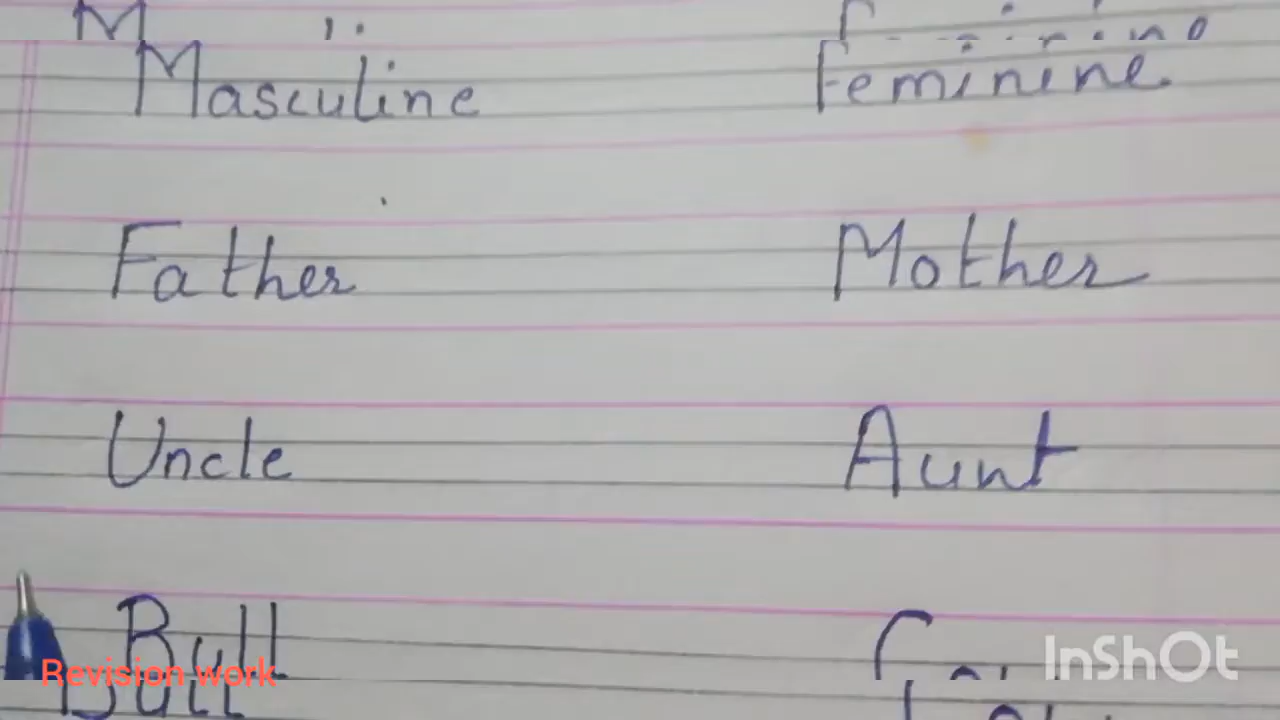 Masculine Feminine
Father Mother
Uncle Aunt
Bull
Revision work
InShOt